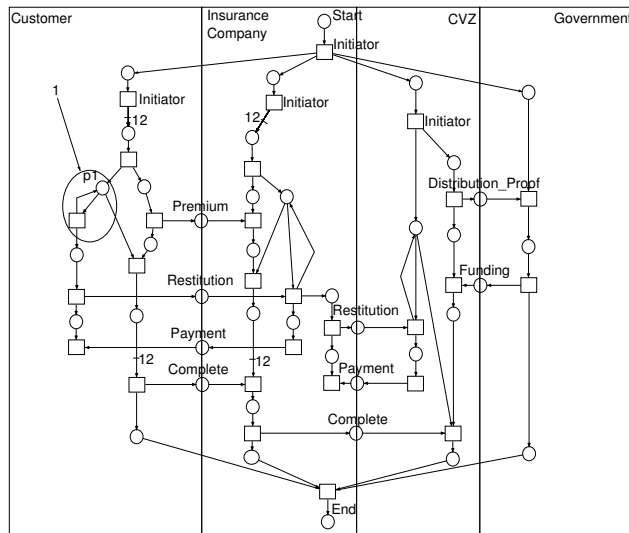 Customer
Insurance
Company
CVZ
Government
Start
Initiator
Initiator
Initiator
Initiator
1
12
12
p1
Distribution_Proof
Premium
Funding
Restitution
Restitution
Payment
12
12
Payment
Complete
Complete
End